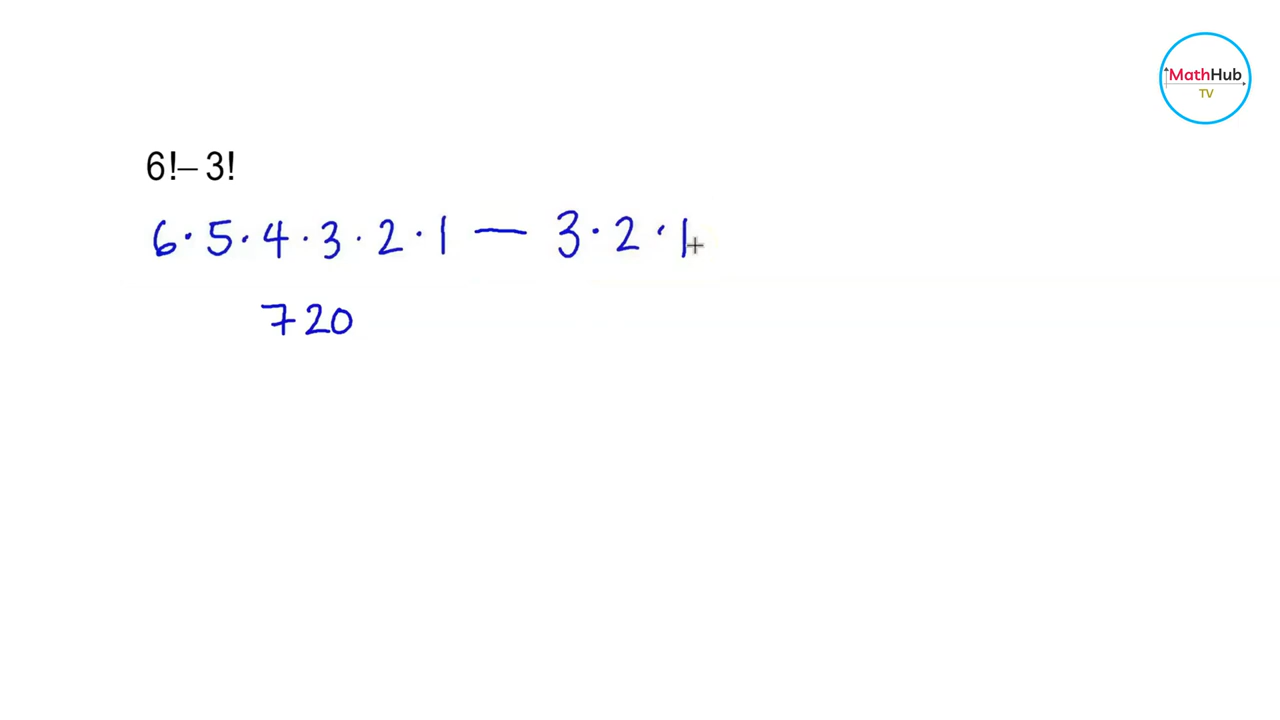 MathHub
TV
6!– 3!
6 · 5 · 4 · 3 · 2 · 1 — 3 · 2 · 1
720